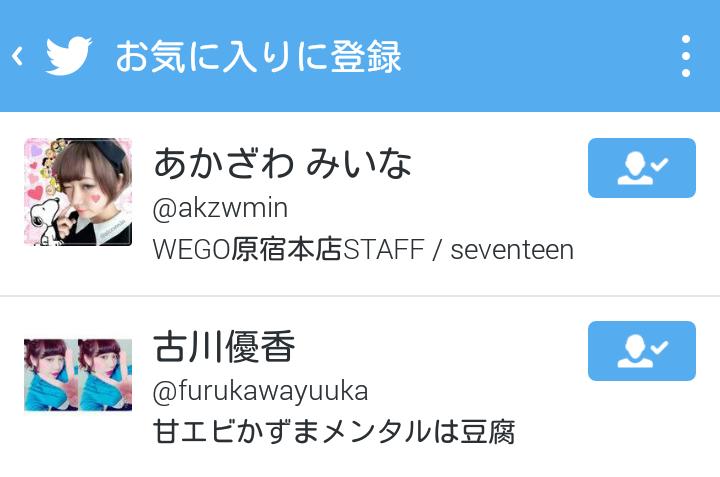 お気に入りに登録
あかざわ みいな
@akzwmin
WEGO原宿本店STAFF / seventeen
古川優香
@furukawayuuka
甘エビかずまメンタルは豆腐